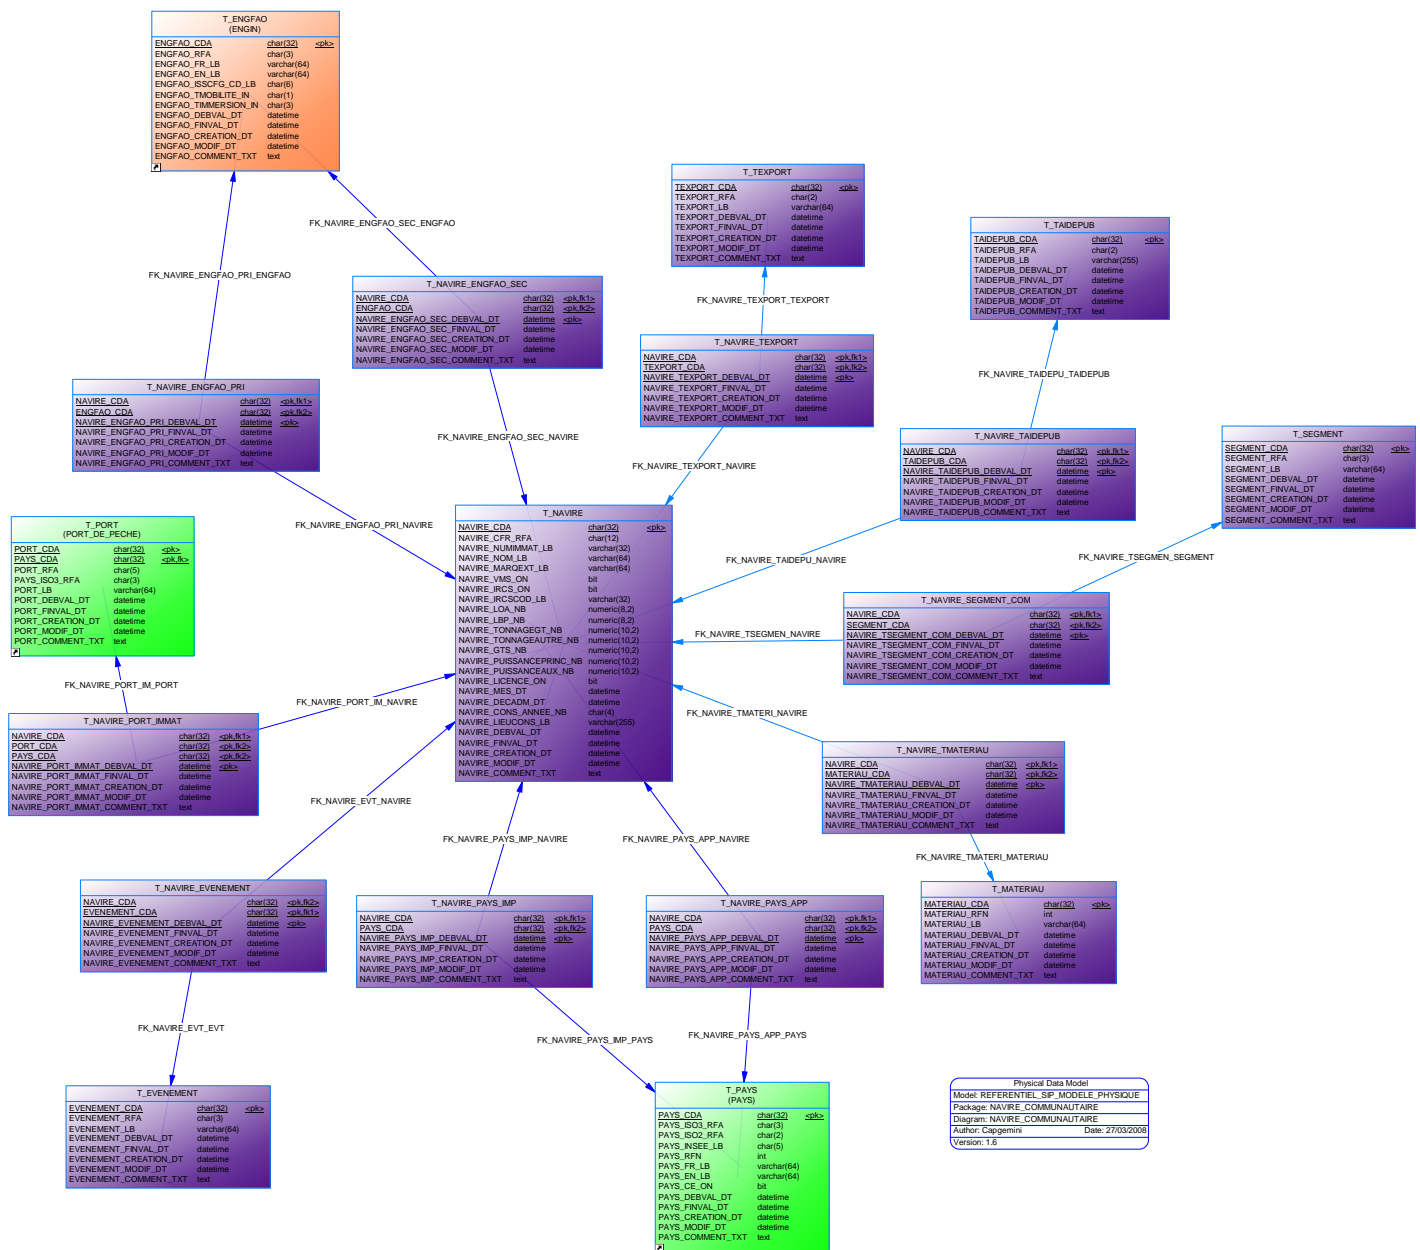 T_ENGFAO
(ENGIN)
ENGFAO_CDA char(32) <pk>
ENGFAO_RFA char(3)
ENGFAO_FR_LB varchar(64)
ENGFAO_EN_LB varchar(64)
ENGFAO_ISSCFG_CD_LB char(6)
ENGFAO_TMOBILITE_IN char(1)
ENGFAO_TIMMERSION_IN char(3)
ENGFAO_DEBVAL_DT datetime
ENGFAO_FINVAL_DT datetime
ENGFAO_CREATION_DT datetime
ENGFAO_MODIF_DT datetime
ENGFAO_COMMENT_TXT text
FK_NAVIRE_ENGFAO_SEC_ENGFAO
FK_NAVIRE_ENGFAO_PRI_ENGFAO
T_TEXPORT
TEXPORT_CDA char(32) <pk>
TEXPORT_RFA char(2)
TEXPORT_LB varchar(64)
TEXPORT_DEBVAL_DT datetime
TEXPORT_FINVAL_DT datetime
TEXPORT_CREATION_DT datetime
TEXPORT_MODIF_DT datetime
TEXPORT_COMMENT_TXT text
T_TAIDEPUB
TAIDEPUB_CDA char(32) <pk>
TAIDEPUB_RFA char(2)
TAIDEPUB_LB varchar(255)
TAIDEPUB_DEBVAL_DT datetime
TAIDEPUB_FINVAL_DT datetime
TAIDEPUB_CREATION_DT datetime
TAIDEPUB_MODIF_DT datetime
TAIDEPUB_COMMENT_TXT text
T_NAVIRE_ENGFAO_SEC
NAVIRE_CDA char(32) <pk,fk1>
ENGFAO_CDA char(32) <pk,fk2>
NAVIRE_ENGFAO_SEC_DEBVAL_DT datetime <pk>
NAVIRE_ENGFAO_SEC_FINVAL_DT datetime
NAVIRE_ENGFAO_SEC_CREATION_DT datetime
NAVIRE_ENGFAO_SEC_MODIF_DT datetime
NAVIRE_ENGFAO_SEC_COMMENT_TXT text
FK_NAVIRE_TEXPORT_TEXPORT
T_NAVIRE_TEXPORT
NAVIRE_CDA char(32) <pk,fk1>
TEXPORT_CDA char(32) <pk,fk2>
NAVIRE_TEXPORT_DEBVAL_DT datetime <pk>
NAVIRE_TEXPORT_FINVAL_DT datetime
NAVIRE_TEXPORT_CREATION_DT datetime
NAVIRE_TEXPORT_MODIF_DT datetime
NAVIRE_TEXPORT_COMMENT_TXT text
FK_NAVIRE_TAIDEPU_TAIDEPUB
T_NAVIRE_ENGFAO_PRI
NAVIRE_CDA char(32) <pk,fk1>
ENGFAO_CDA char(32) <pk,fk2>
NAVIRE_ENGFAO_PRI_DEBVAL_DT datetime <pk>
NAVIRE_ENGFAO_PRI_FINVAL_DT datetime
NAVIRE_ENGFAO_PRI_CREATION_DT datetime
NAVIRE_ENGFAO_PRI_MODIF_DT datetime
NAVIRE_ENGFAO_PRI_COMMENT_TXT text
FK_NAVIRE_ENGFAO_SEC_NAVIRE
FK_NAVIRE_TEXPORT_NAVIRE
T_NAVIRE_TAIDEPUB
NAVIRE_CDA char(32) <pk,fk1>
TAIDEPUB_CDA char(32) <pk,fk2>
NAVIRE_TAIDEPUB_DEBVAL_DT datetime <pk>
NAVIRE_TAIDEPUB_FINVAL_DT datetime
NAVIRE_TAIDEPUB_CREATION_DT datetime
NAVIRE_TAIDEPUB_MODIF_DT datetime
NAVIRE_TAIDEPUB_COMMENT_TXT text
T_SEGMENT
SEGMENT_CDA char(32) <pk>
SEGMENT_RFA char(3)
SEGMENT_LB varchar(64)
SEGMENT_DEBVAL_DT datetime
SEGMENT_FINVAL_DT datetime
SEGMENT_CREATION_DT datetime
SEGMENT_MODIF_DT datetime
SEGMENT_COMMENT_TXT text
T_PORT
(PORT_DE_PECHE)
PORT_CDA char(32) <pk>
PAYS_CDA char(32) <pk,fk>
PORT_RFA char(5)
PAYS_ISO3_RFA char(3)
PORT_LB varchar(64)
PORT_DEBVAL_DT datetime
PORT_FINVAL_DT datetime
PORT_CREATION_DT datetime
PORT_MODIF_DT datetime
PORT_COMMENT_TXT text
FK_NAVIRE_ENGFAO_PRI_NAVIRE
T_NAVIRE
NAVIRE_CDA char(32) <pk>
NAVIRE_CFR_RFA char(12)
NAVIRE_NUMIMMAT_LB varchar(32)
NAVIRE_NOM_LB varchar(64)
NAVIRE_MARQEXT_LB varchar(64)
NAVIRE_VMS_ON bit
NAVIRE_IRCS_ON bit
NAVIRE_IRCSCOD_LB varchar(32)
NAVIRE_LOA_NB numeric(8,2)
NAVIRE_LBP_NB numeric(8,2)
NAVIRE_TONNAGEGT_NB numeric(10,2)
NAVIRE_TONNAGEAUTRE_NB numeric(10,2)
NAVIRE_GTS_NB numeric(10,2)
NAVIRE_PUISSANCEPRINC_NB numeric(10,2)
NAVIRE_PUISSANCEAUX_NB numeric(10,2)
NAVIRE_LICENCE_ON bit
NAVIRE_MES_DT datetime
NAVIRE_DECADM_DT datetime
NAVIRE_CONS_ANNEE_NB char(4)
NAVIRE_LIEUCONS_LB varchar(255)
NAVIRE_DEBVAL_DT datetime
NAVIRE_FINVAL_DT datetime
NAVIRE_CREATION_DT datetime
NAVIRE_MODIF_DT datetime
NAVIRE_COMMENT_TXT text
FK_NAVIRE_TAIDEPU_NAVIRE
FK_NAVIRE_TSEGMEN_SEGMENT
T_NAVIRE_SEGMENT_COM
NAVIRE_CDA char(32) <pk,fk1>
SEGMENT_CDA char(32) <pk,fk2>
NAVIRE_TSEGMENT_COM_DEBVAL_DT datetime <pk>
NAVIRE_TSEGMENT_COM_FINVAL_DT datetime
NAVIRE_TSEGMENT_COM_CREATION_DT datetime
NAVIRE_TSEGMENT_COM_MODIF_DT datetime
NAVIRE_TSEGMENT_COM_COMMENT_TXT text
FK_NAVIRE_TSEGMEN_NAVIRE
FK_NAVIRE_PORT_IM_PORT
FK_NAVIRE_PORT_IM_NAVIRE
FK_NAVIRE_TMATERI_NAVIRE
T_NAVIRE_PORT_IMMAT
NAVIRE_CDA char(32) <pk,fk1>
PORT_CDA char(32) <pk,fk2>
PAYS_CDA char(32) <pk,fk2>
NAVIRE_PORT_IMMAT_DEBVAL_DT datetime <pk>
NAVIRE_PORT_IMMAT_FINVAL_DT datetime
NAVIRE_PORT_IMMAT_CREATION_DT datetime
NAVIRE_PORT_IMMAT_MODIF_DT datetime
NAVIRE_PORT_IMMAT_COMMENT_TXT text
T_NAVIRE_TMATERIAU
NAVIRE_CDA char(32) <pk,fk1>
MATERIAU_CDA char(32) <pk,fk2>
NAVIRE_TMATERIAU_DEBVAL_DT datetime <pk>
NAVIRE_TMATERIAU_FINVAL_DT datetime
NAVIRE_TMATERIAU_CREATION_DT datetime
NAVIRE_TMATERIAU_MODIF_DT datetime
NAVIRE_TMATERIAU_COMMENT_TXT text
FK_NAVIRE_EVT_NAVIRE
FK_NAVIRE_PAYS_IMP_NAVIRE
FK_NAVIRE_PAYS_APP_NAVIRE
FK_NAVIRE_TMATERI_MATERIAU
T_NAVIRE_EVENEMENT
NAVIRE_CDA char(32) <pk,fk2>
EVENEMENT_CDA char(32) <pk,fk1>
NAVIRE_EVENEMENT_DEBVAL_DT datetime <pk>
NAVIRE_EVENEMENT_FINVAL_DT datetime
NAVIRE_EVENEMENT_CREATION_DT datetime
NAVIRE_EVENEMENT_MODIF_DT datetime
NAVIRE_EVENEMENT_COMMENT_TXT text
T_NAVIRE_PAYS_IMP
NAVIRE_CDA char(32) <pk,fk1>
PAYS_CDA char(32) <pk,fk2>
NAVIRE_PAYS_IMP_DEBVAL_DT datetime <pk>
NAVIRE_PAYS_IMP_FINVAL_DT datetime
NAVIRE_PAYS_IMP_CREATION_DT datetime
NAVIRE_PAYS_IMP_MODIF_DT datetime
NAVIRE_PAYS_IMP_COMMENT_TXT text
T_NAVIRE_PAYS_APP
NAVIRE_CDA char(32) <pk,fk1>
PAYS_CDA char(32) <pk,fk2>
NAVIRE_PAYS_APP_DEBVAL_DT datetime <pk>
NAVIRE_PAYS_APP_FINVAL_DT datetime
NAVIRE_PAYS_APP_CREATION_DT datetime
NAVIRE_PAYS_APP_MODIF_DT datetime
NAVIRE_PAYS_APP_COMMENT_TXT text
T_MATERIAU
MATERIAU_CDA char(32) <pk>
MATERIAU_RFN int
MATERIAU_LB varchar(64)
MATERIAU_DEBVAL_DT datetime
MATERIAU_FINVAL_DT datetime
MATERIAU_CREATION_DT datetime
MATERIAU_MODIF_DT datetime
MATERIAU_COMMENT_TXT text
FK_NAVIRE_EVT_EVT
FK_NAVIRE_PAYS_IMP_PAYS
FK_NAVIRE_PAYS_APP_PAYS
T_EVENEMENT
EVENEMENT_CDA char(32) <pk>
EVENEMENT_RFA char(3)
EVENEMENT_LB varchar(64)
EVENEMENT_DEBVAL_DT datetime
EVENEMENT_FINVAL_DT datetime
EVENEMENT_CREATION_DT datetime
EVENEMENT_MODIF_DT datetime
EVENEMENT_COMMENT_TXT text
T_PAYS
(PAYS)
PAYS_CDA char(32) <pk>
PAYS_ISO3_RFA char(3)
PAYS_ISO2_RFA char(2)
PAYS_INSEE_LB char(5)
PAYS_RFN int
PAYS_FR_LB varchar(64)
PAYS_EN_LB varchar(64)
PAYS_CE_ON bit
PAYS_DEBVAL_DT datetime
PAYS_FINVAL_DT datetime
PAYS_CREATION_DT datetime
PAYS_MODIF_DT datetime
PAYS_COMMENT_TXT text
Physical Data Model
Model: REFERENTIEL_SIP_MODELE_PHYSIQUE
Package: NAVIRE_COMMUNAUTAIRE
Diagram: NAVIRE_COMMUNAUTAIRE
Author: Capgemini Date: 27/03/2008
Version: 1.6